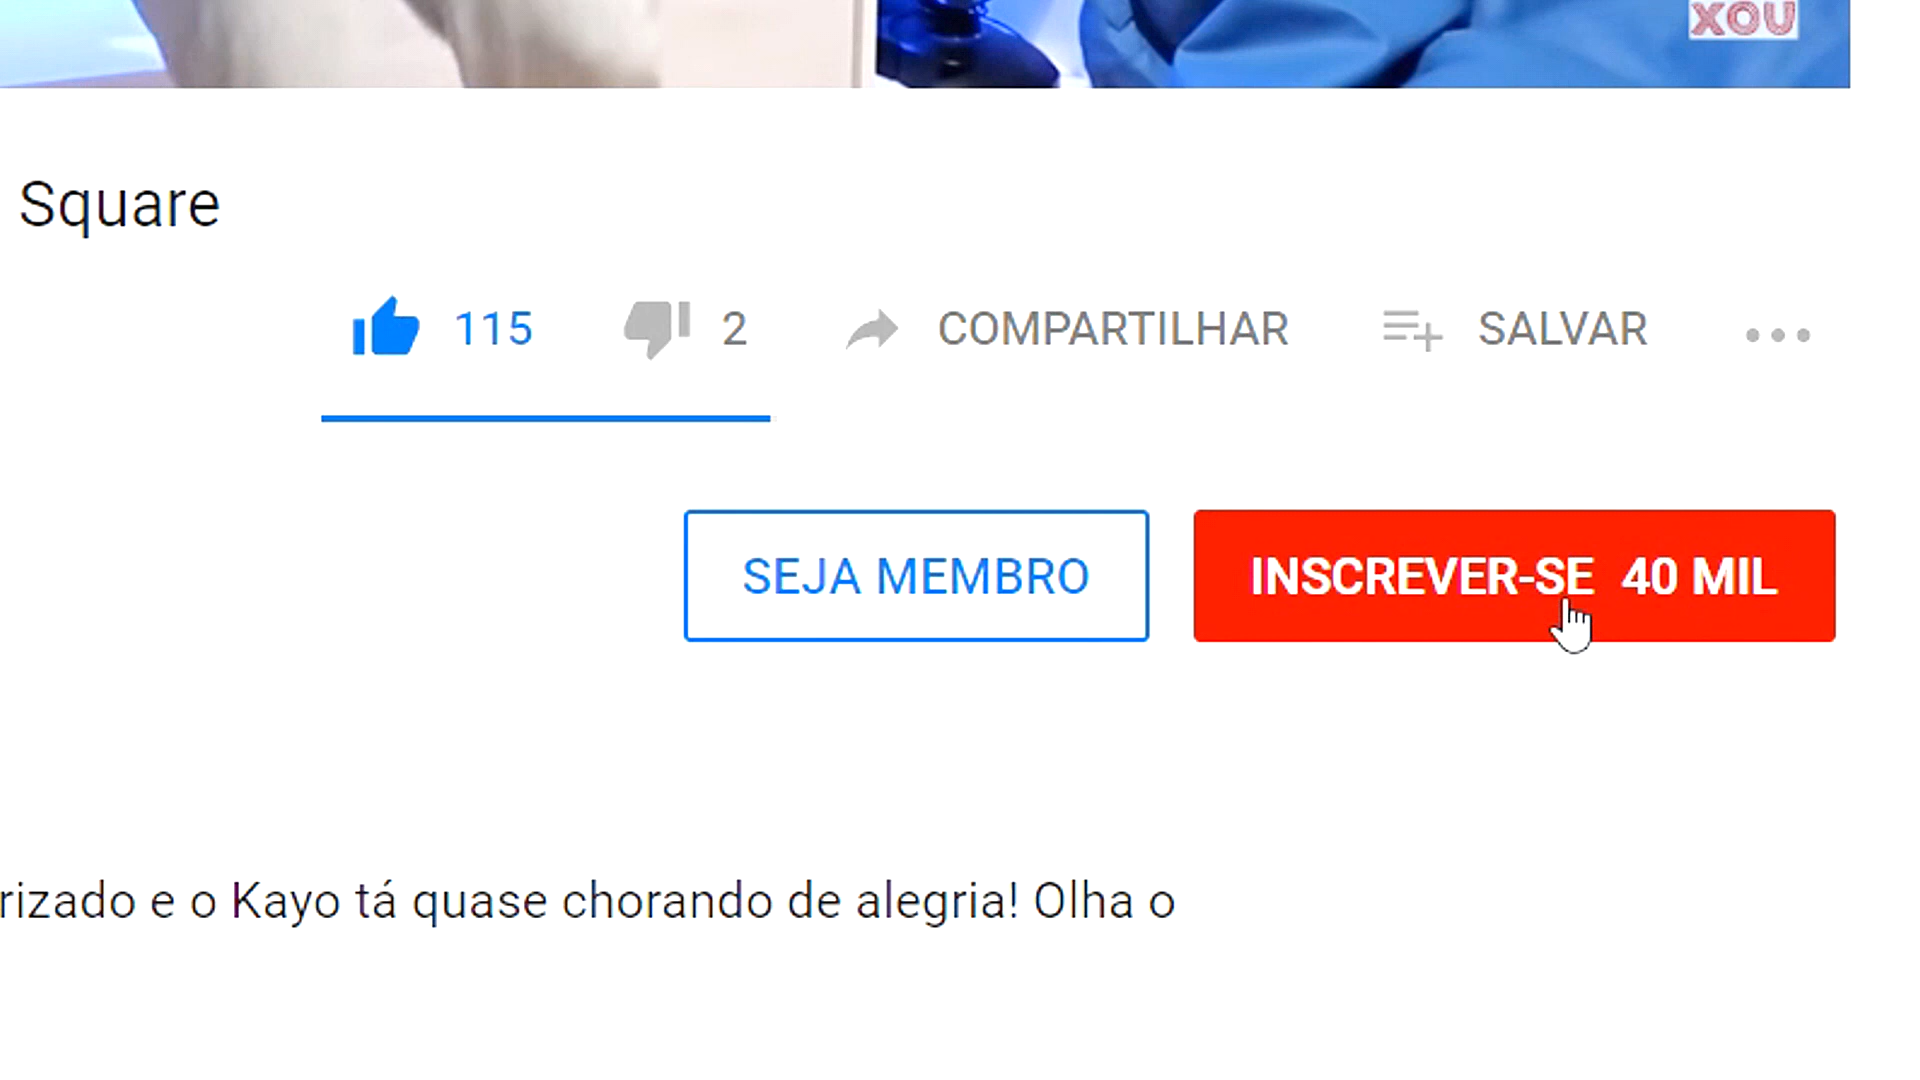 XOU
Square
115 2 COMPARTILHAR SALVAR
SEJA MEMBRO INSCREVER-SE 40 MIL
rizado e o Kayo tá quase chorando de alegria! Olha o